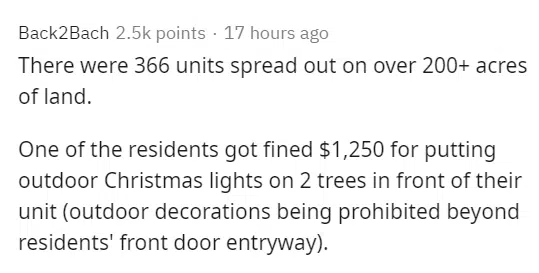 Back2Bach 2.5k points · 17 hours ago
There were 366 units spread out on over 200+ acres
of land.
One of the residents got fined $1,250 for putting
outdoor Christmas lights on 2 trees in front of their
unit (outdoor decorations being prohibited beyond
residents' front door entryway).